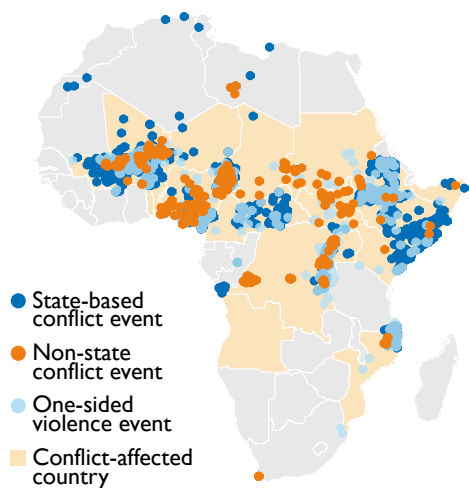 State-based
conflict event
Non-state
conflict event
One-sided
violence event
Conflict-affected
country